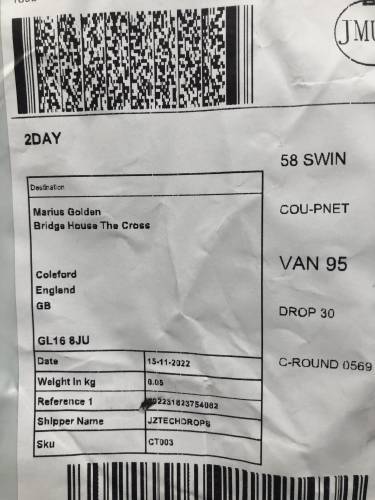 2DAY
58 SWIN
Destination
COU-PNET
Marius Golden
Bridge House The Cross
VAN 95
Coleford
England
GB
DROP 30
GL16 8JU
C-ROUND 0569
Date 15-11-2022
Weight in kg 0.05
Reference 1
Shipper Name JZTECHDROPS
Sku CT003